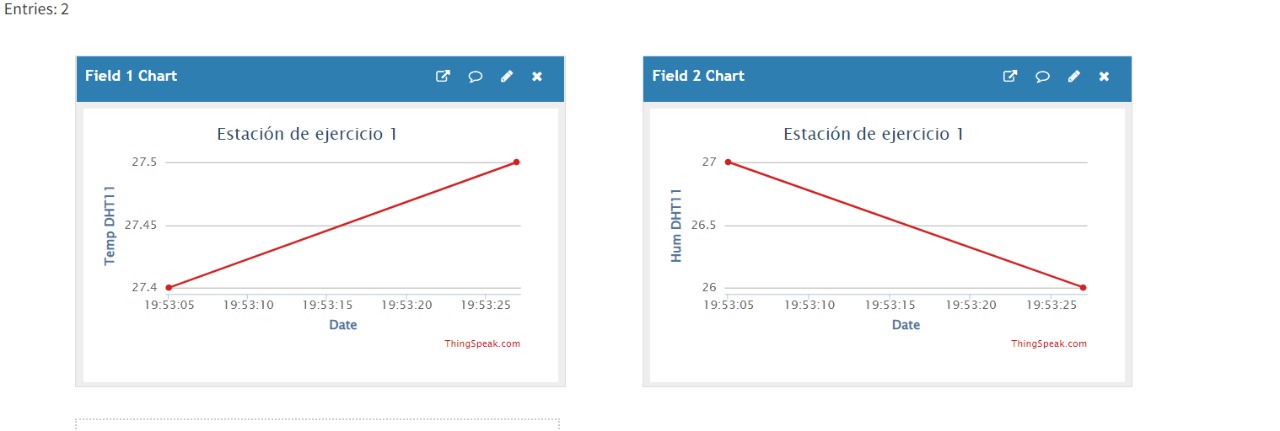 Entries: 2
Field 1 Chart
Estación de ejercicio 1
27.5
27.45
27.4
Temp DHT11
19:53:05 19:53:10 19:53:15 19:53:20 19:53:25
Date
ThingSpeak.com
Field 2 Chart
Estación de ejercicio 1
27
26.5
26
Hum DHT11
19:53:05 19:53:10 19:53:15 19:53:20 19:53:25
Date
ThingSpeak.com